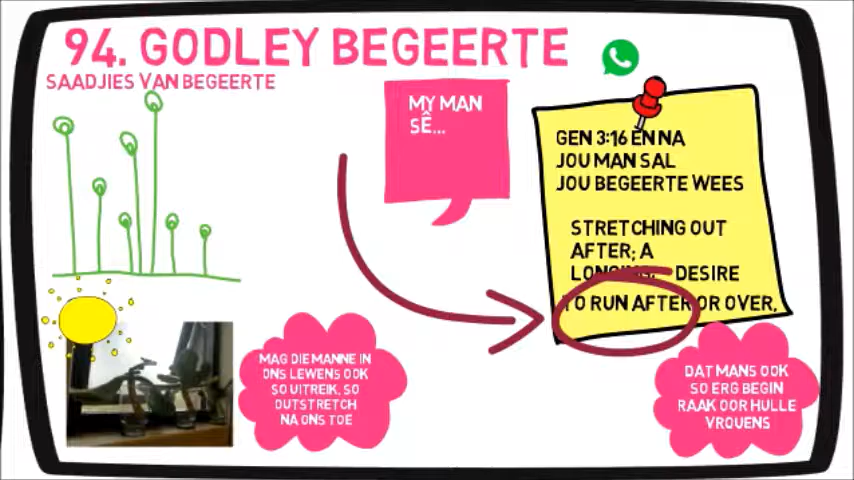 94. GODLEY BEGEERTE
SAADJIES VAN BEGEERTE
MY MAN
SÊ...
GEN 3:16 EN NA
JOU MAN SAL
JOU BEGEERTE WEES
STRETCHING OUT
AFTER; A
LONGING; DESIRE
TO RUN AFTER OR OVER,
MAG DIE MANNE IN
ONS LEWENS OOK
SO UITREIK, SO
OUTSTRETCH
NA ONS TOE
DAT MANS OOK
SO ERG BEGIN
RAAK OOR HULLE
VROUENS